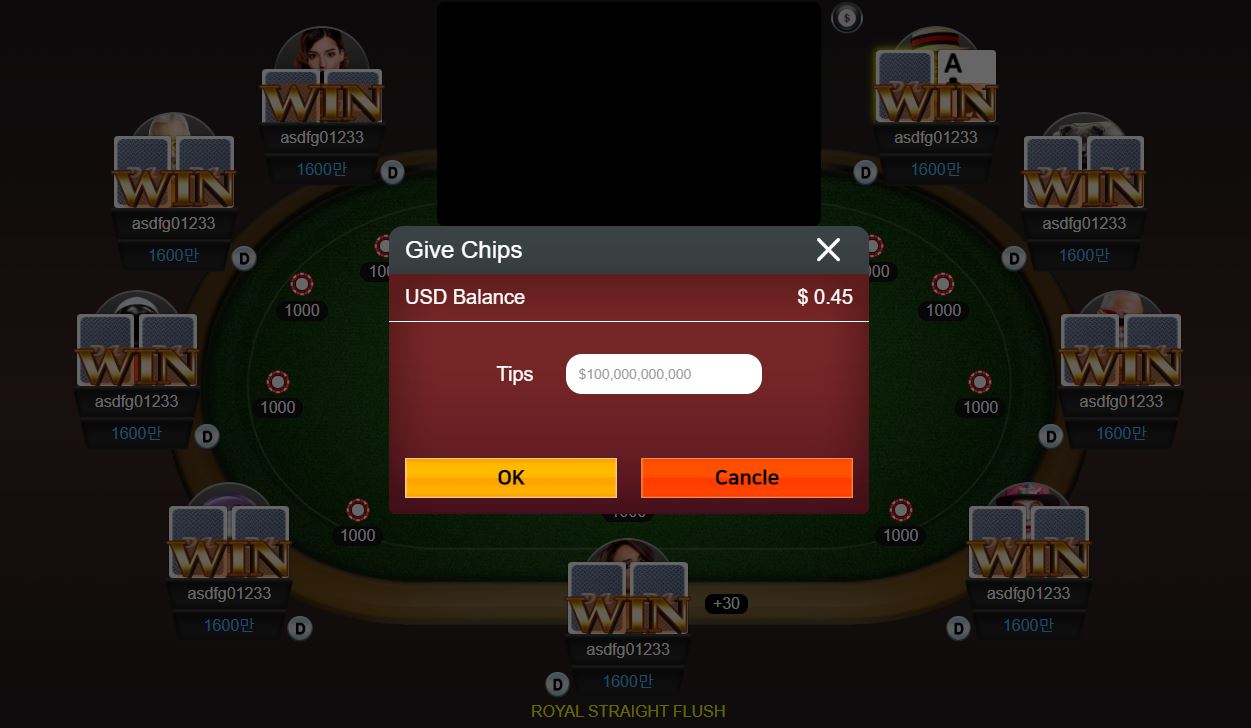 $
A
WIN
WIN
asdfg01233
asdfg01233
1600만
1600만
D
D
WIN
WIN
asdfg01233
asdfg01233
1600만
1600만
D
D
Give Chips
1000
1000
USD Balance
$ 0.45
WIN
WIN
asdfg01233
asdfg01233
1600만
1600만
D
D
1000
1000
Tips
$100,000,000,000
OK
Cancle
1000
1000
1000
WIN
WIN
asdfg01233
asdfg01233
1600만
1600만
D
D
WIN
+30
asdfg01233
1600만
D
ROYAL STRAIGHT FLUSH